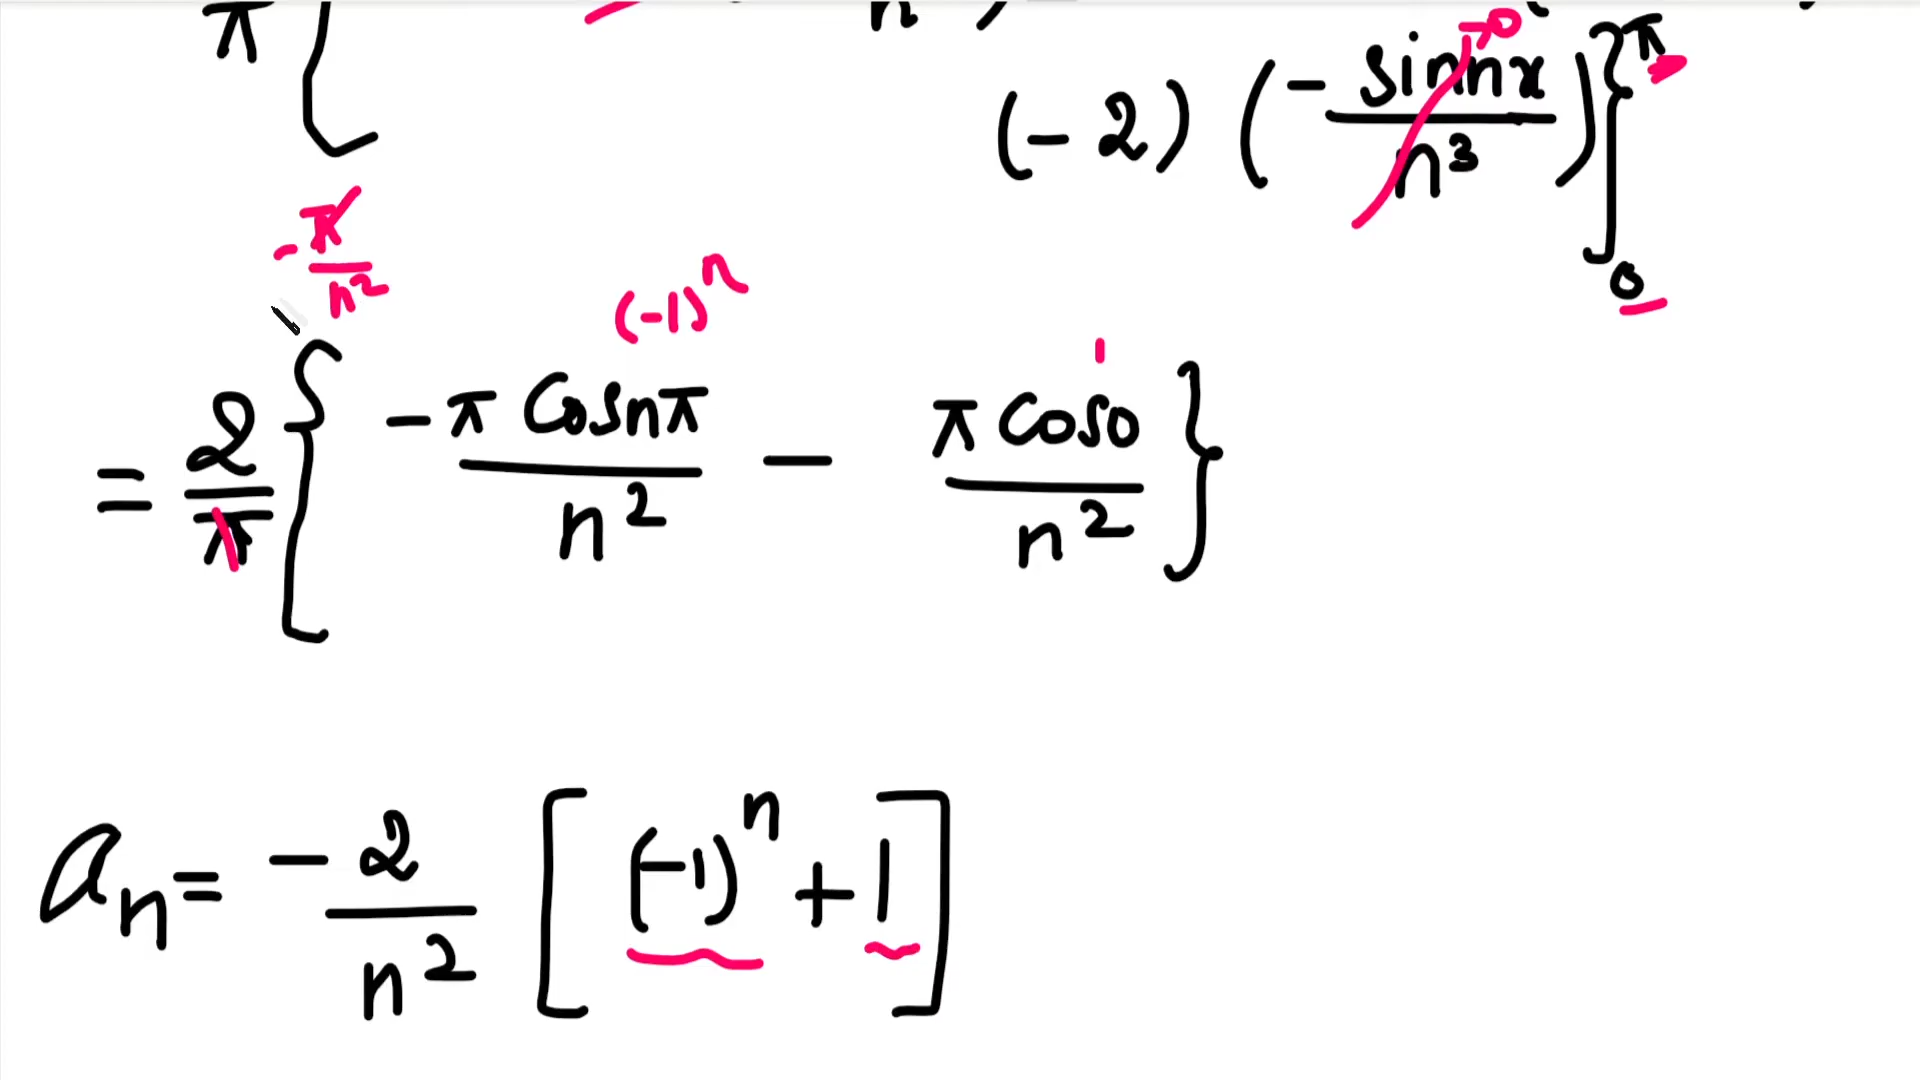 π { n )
(-2) (- sin nx / n³) } π 0
→0
- π / n²
(-1)ⁿ
1
= 2/π { -π Cos nπ / n² - π Cos 0 / n² }
aₙ = -2/n² [ (-1)ⁿ + 1 ]